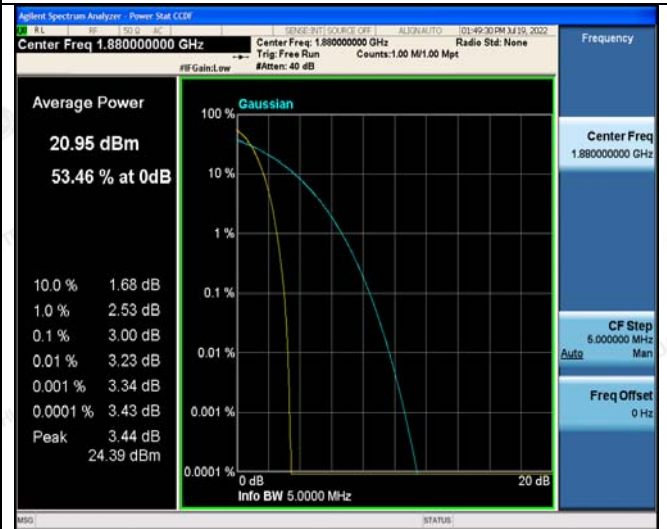 Agilent Spectrum Analyzer - Power Stat CCDF
RL RF 50 Ω AC SENSE:INT SOURCE OFF ALIGN AUTO 01:49:30 PM Jul 19, 2022
Center Freq 1.880000000 GHz
Center Freq: 1.880000000 GHz
Radio Std: None
Trig: Free Run
Counts:1.00 M/1.00 Mpt
#IFGain:Low
#Atten: 40 dB
Frequency
Center Freq
1.880000000 GHz
CF Step
5.000000 MHz
Auto Man
Freq Offset
0 Hz
Average Power
20.95 dBm
53.46 % at 0dB
10.0 % 1.68 dB
1.0 % 2.53 dB
0.1 % 3.00 dB
0.01 % 3.23 dB
0.001 % 3.34 dB
0.0001 % 3.43 dB
Peak 3.44 dB
24.39 dBm
Gaussian
100 %
10 %
1 %
0.1 %
0.01 %
0.001 %
0.0001 %
0 dB
20 dB
Info BW 5.0000 MHz
MSG
STATUS